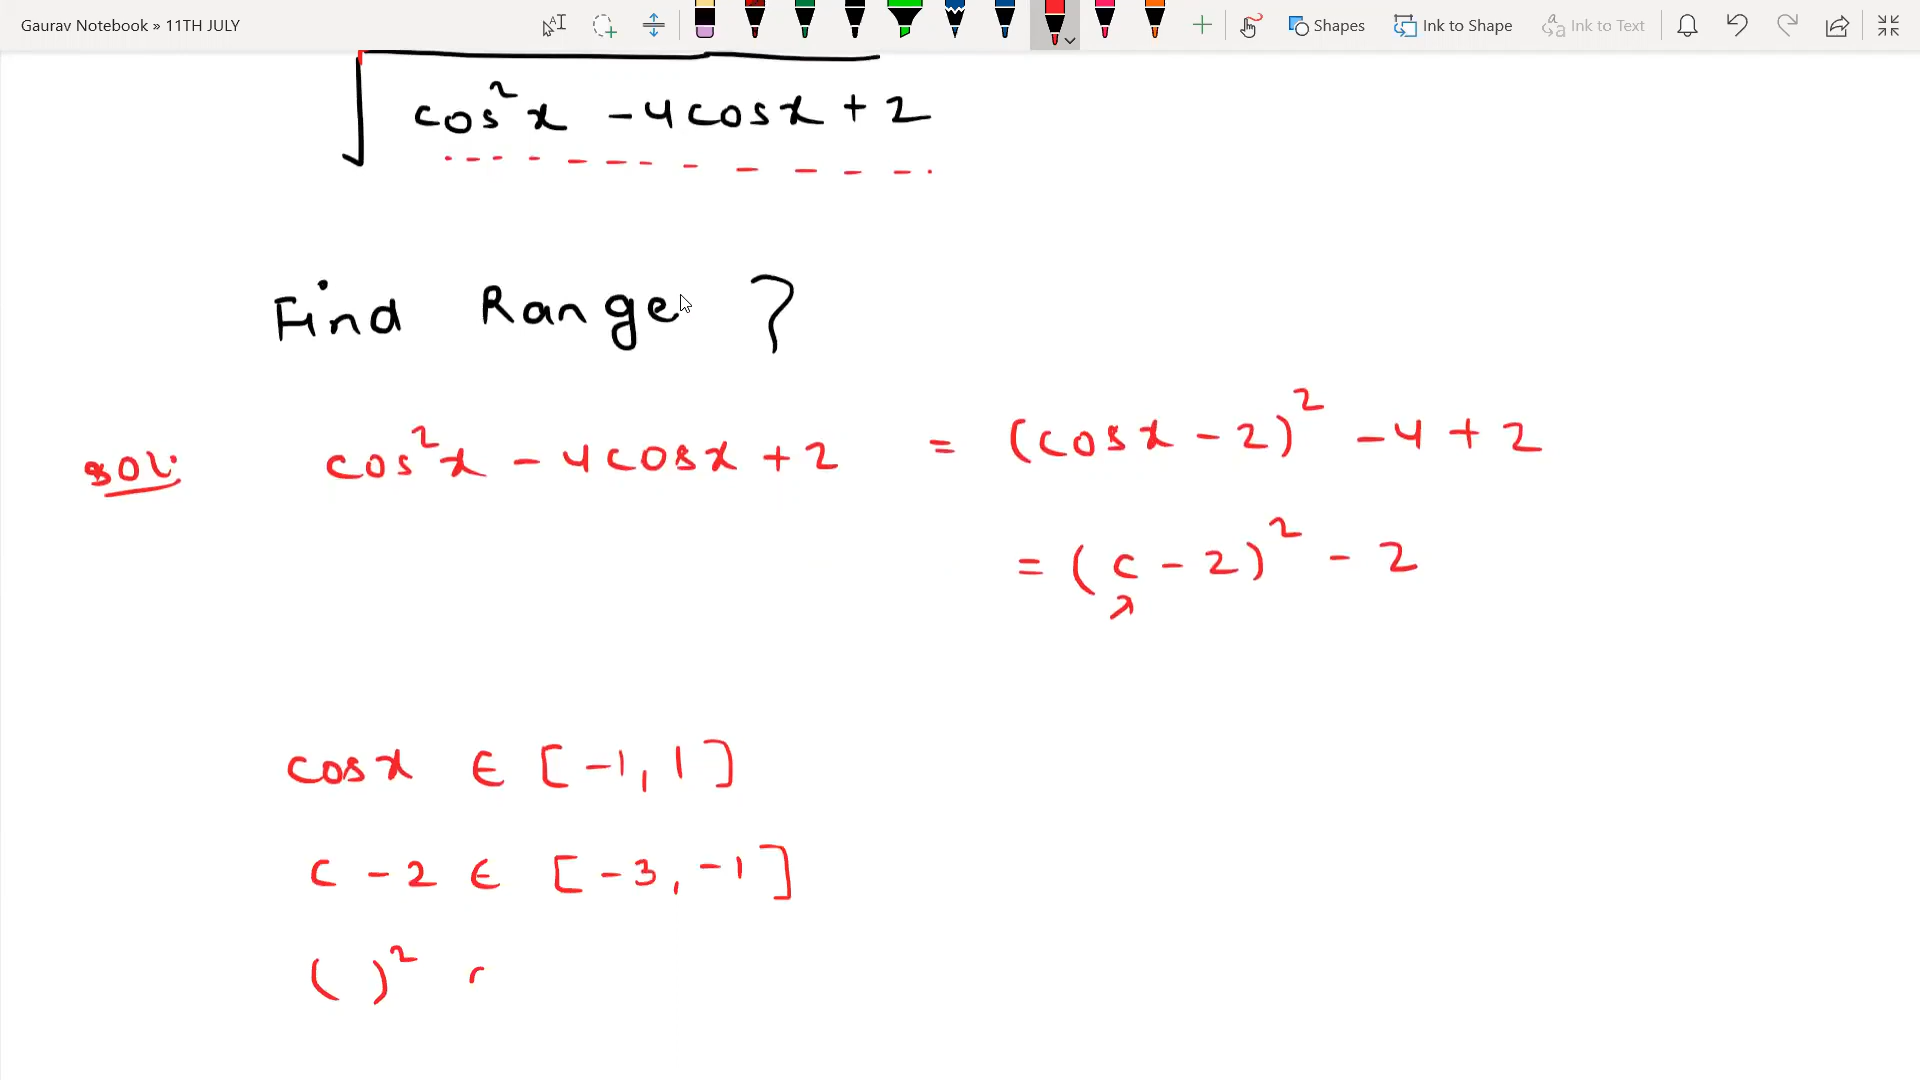 Gaurav Notebook » 11TH JULY Shapes Ink to Shape Ink to Text
√(cos²x - 4cosx + 2)
Find Range ?
Sol: cos²x - 4cosx + 2 = (cosx - 2)² - 4 + 2
= (c - 2)² - 2
cosx ∈ [-1, 1]
c - 2 ∈ [-3, -1]
( )²